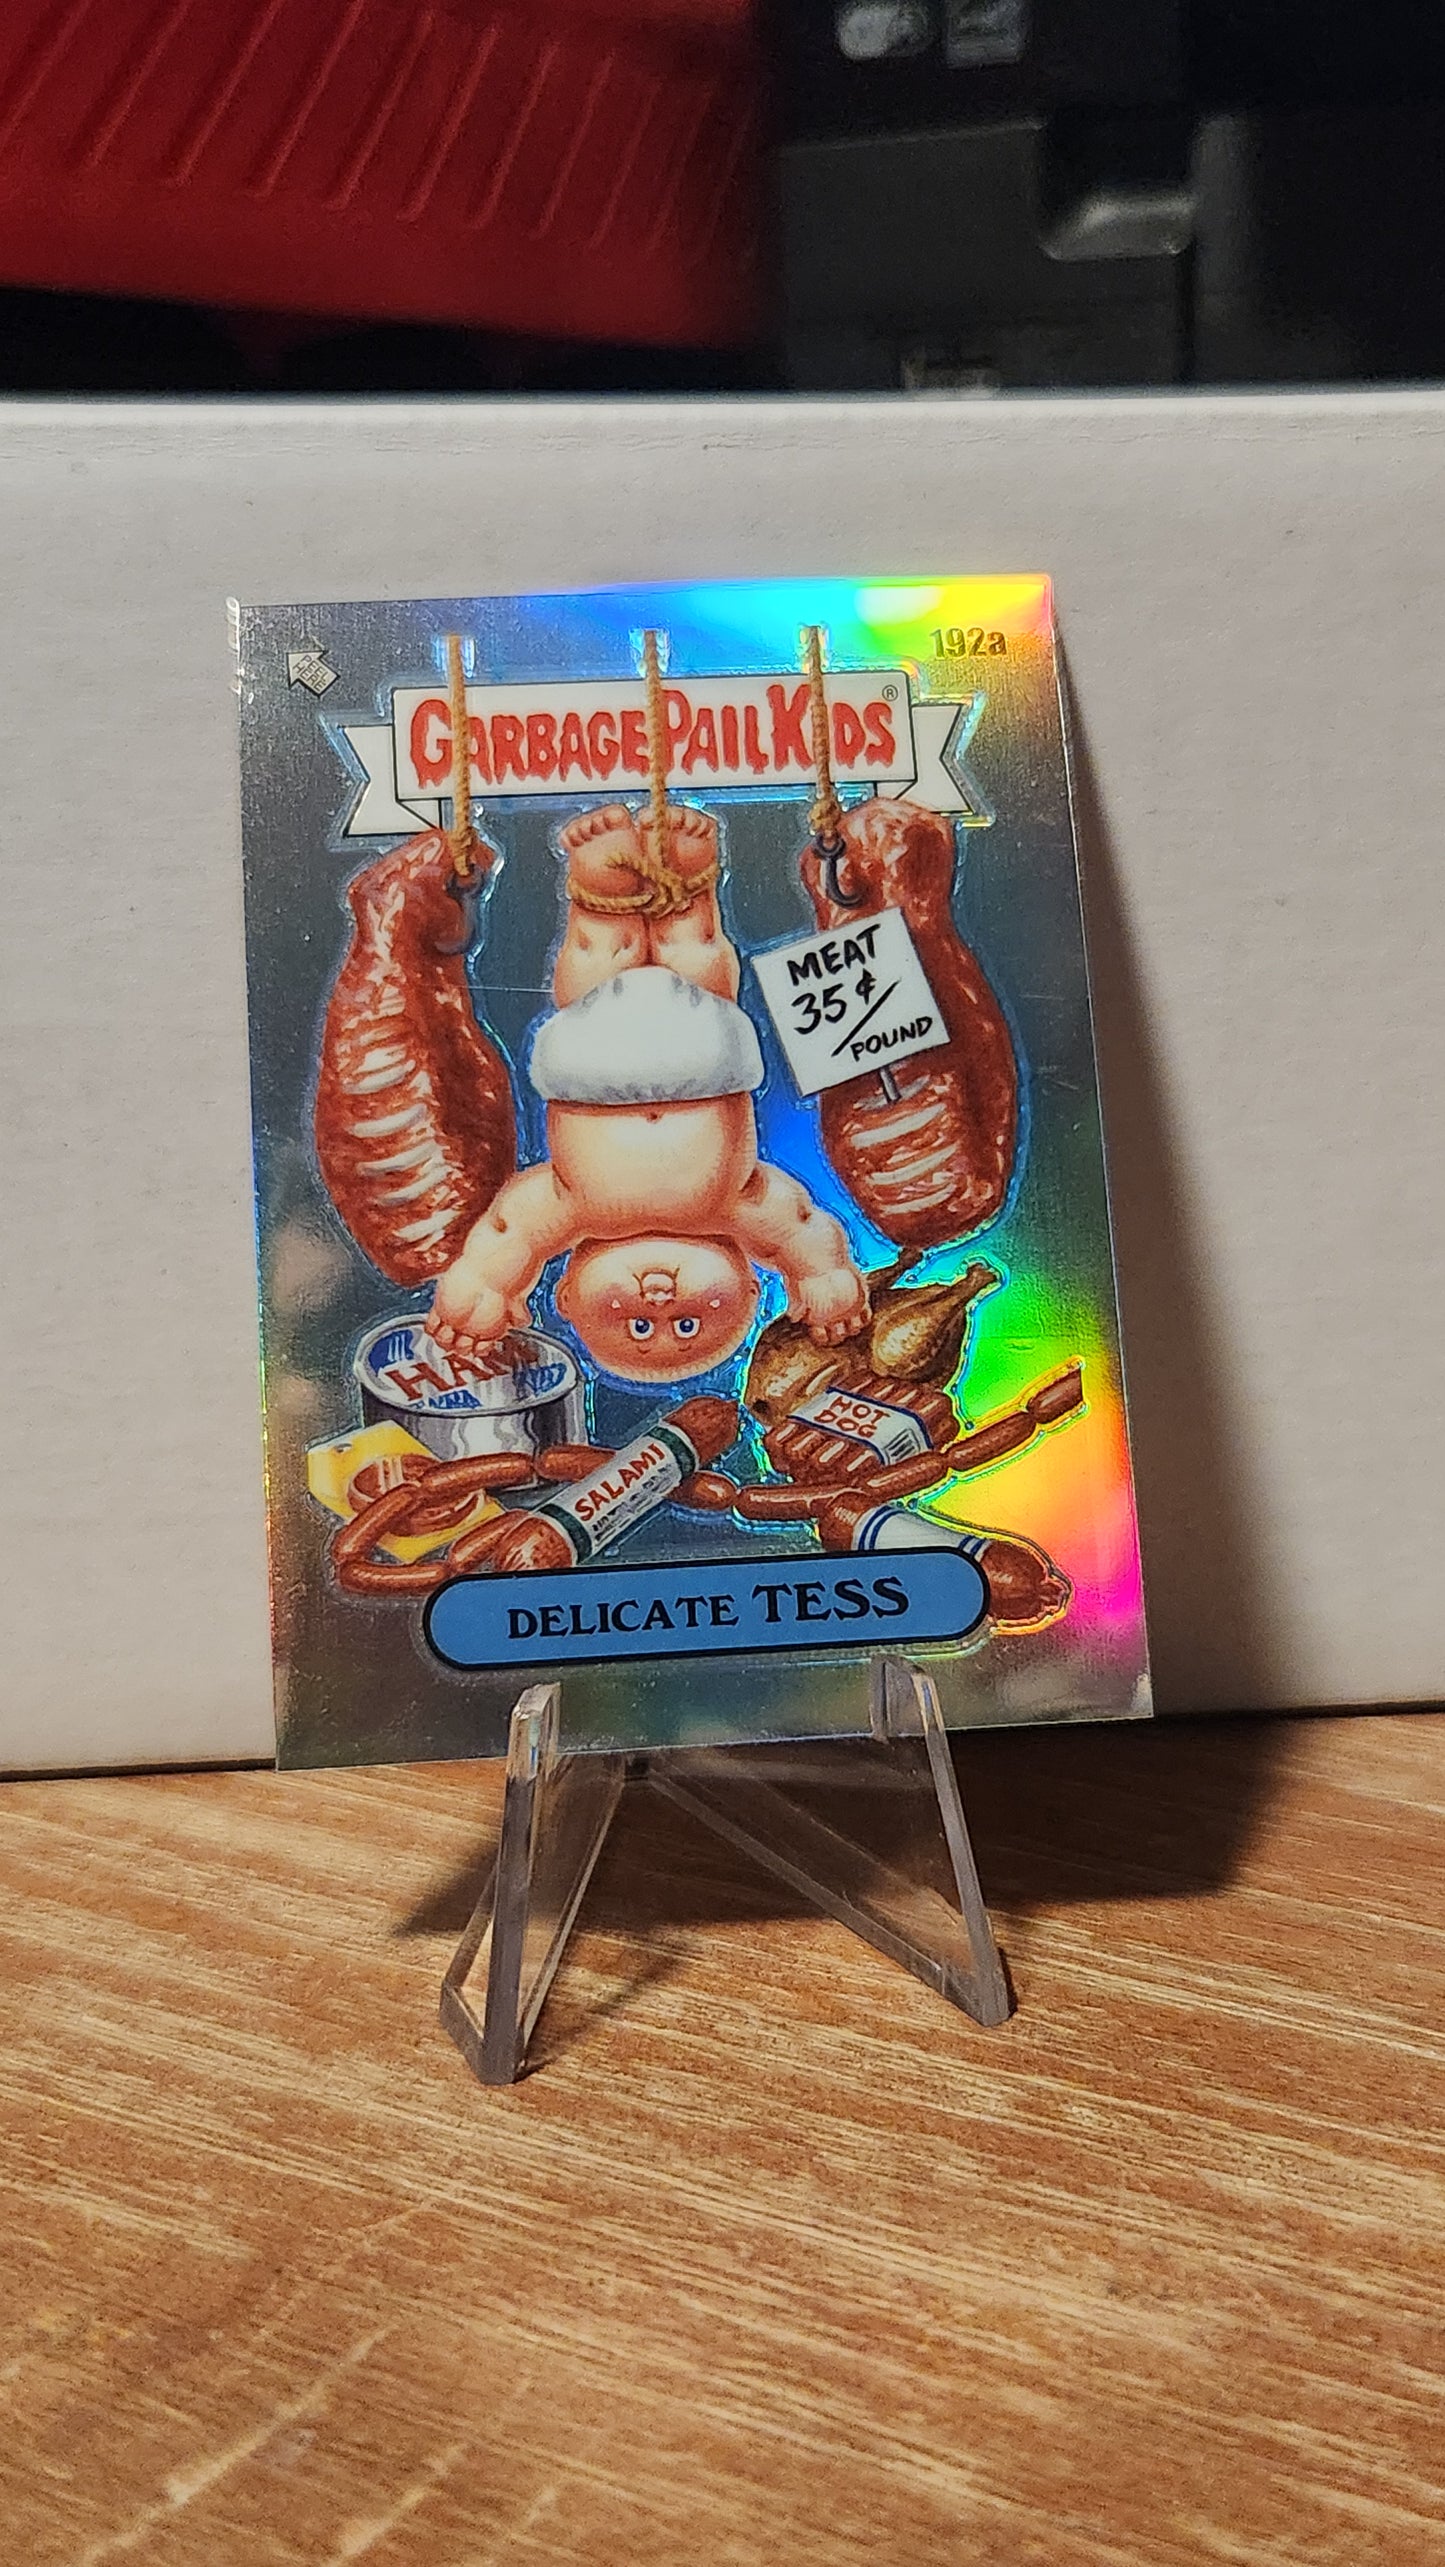 192a
GARBAGE PAIL KIDS®
MEAT
35¢/
POUND
HAM
HOT
DOG
SALAMI
DELICATE TESS